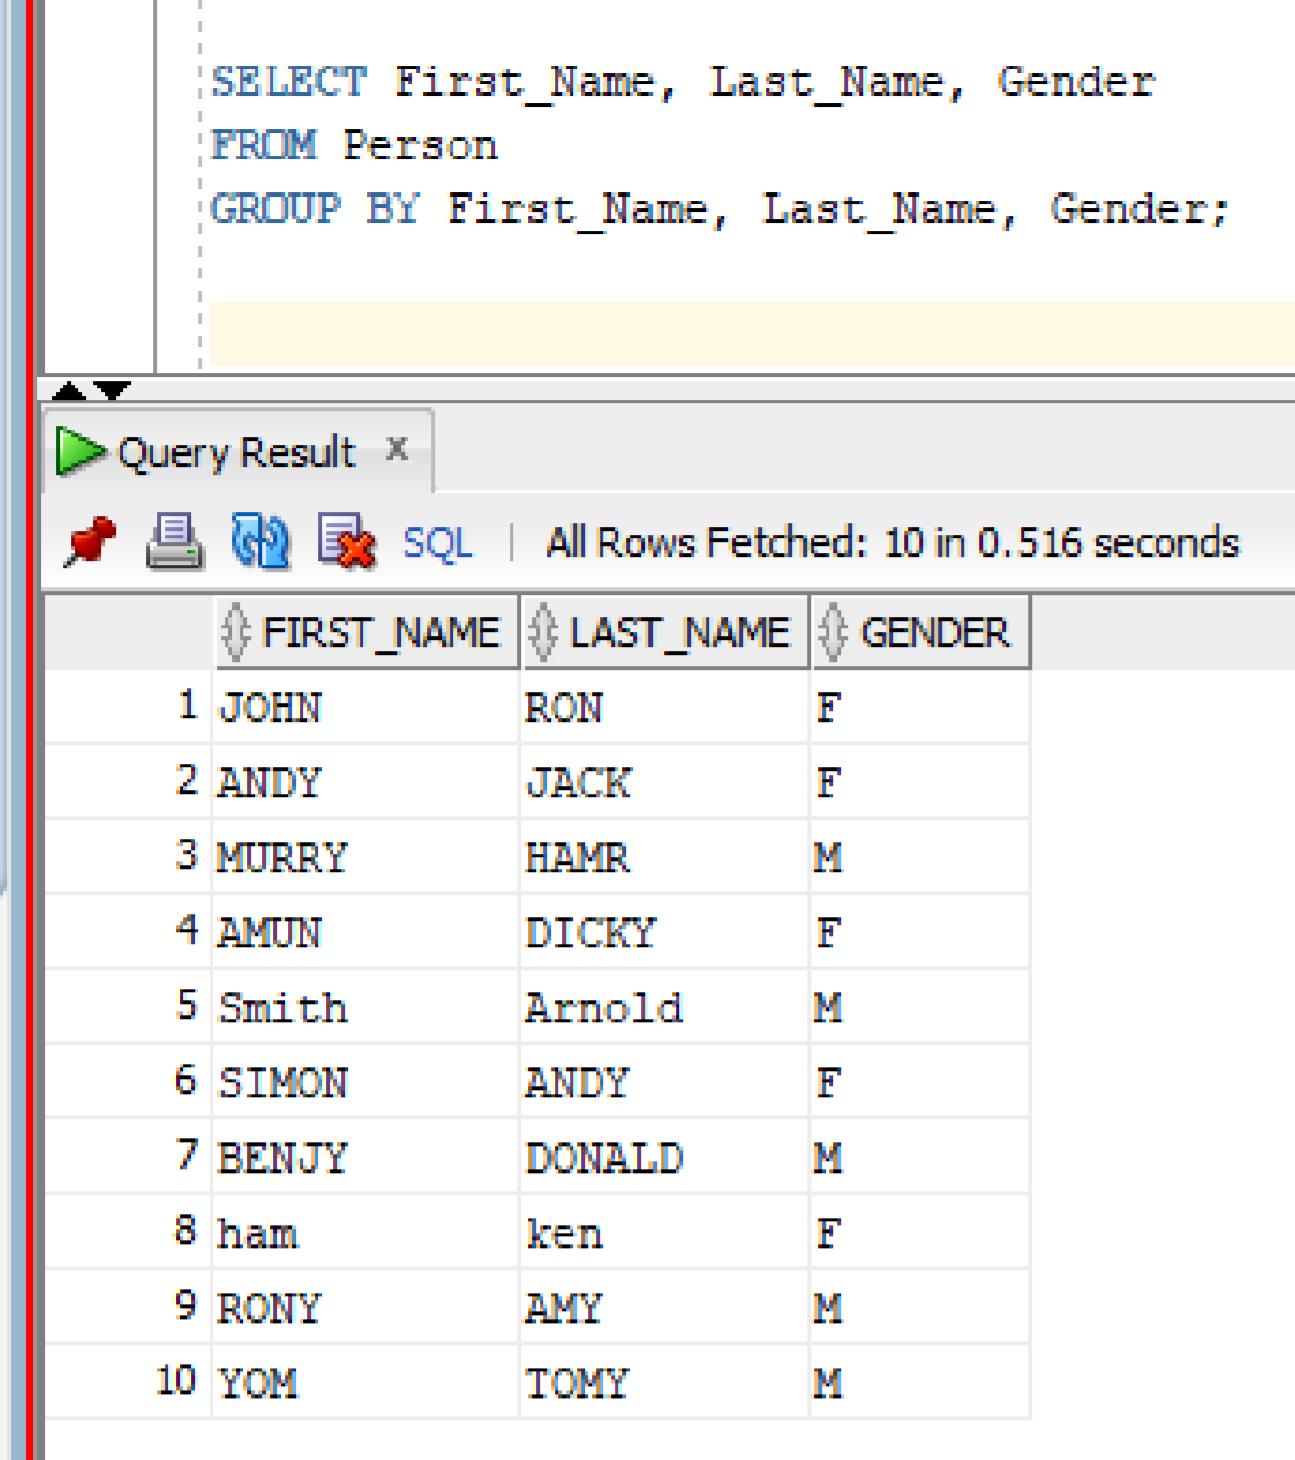 SELECT First_Name, Last_Name, Gender
FROM Person
GROUP BY First_Name, Last_Name, Gender;
Query Result x
SQL | All Rows Fetched: 10 in 0.516 seconds
FIRST_NAME LAST_NAME GENDER
1 JOHN RON F
2 ANDY JACK F
3 MURRY HAMR M
4 AMUN DICKY F
5 Smith Arnold M
6 SIMON ANDY F
7 BENJY DONALD M
8 ham ken F
9 RONY AMY M
10 YOM TOMY M